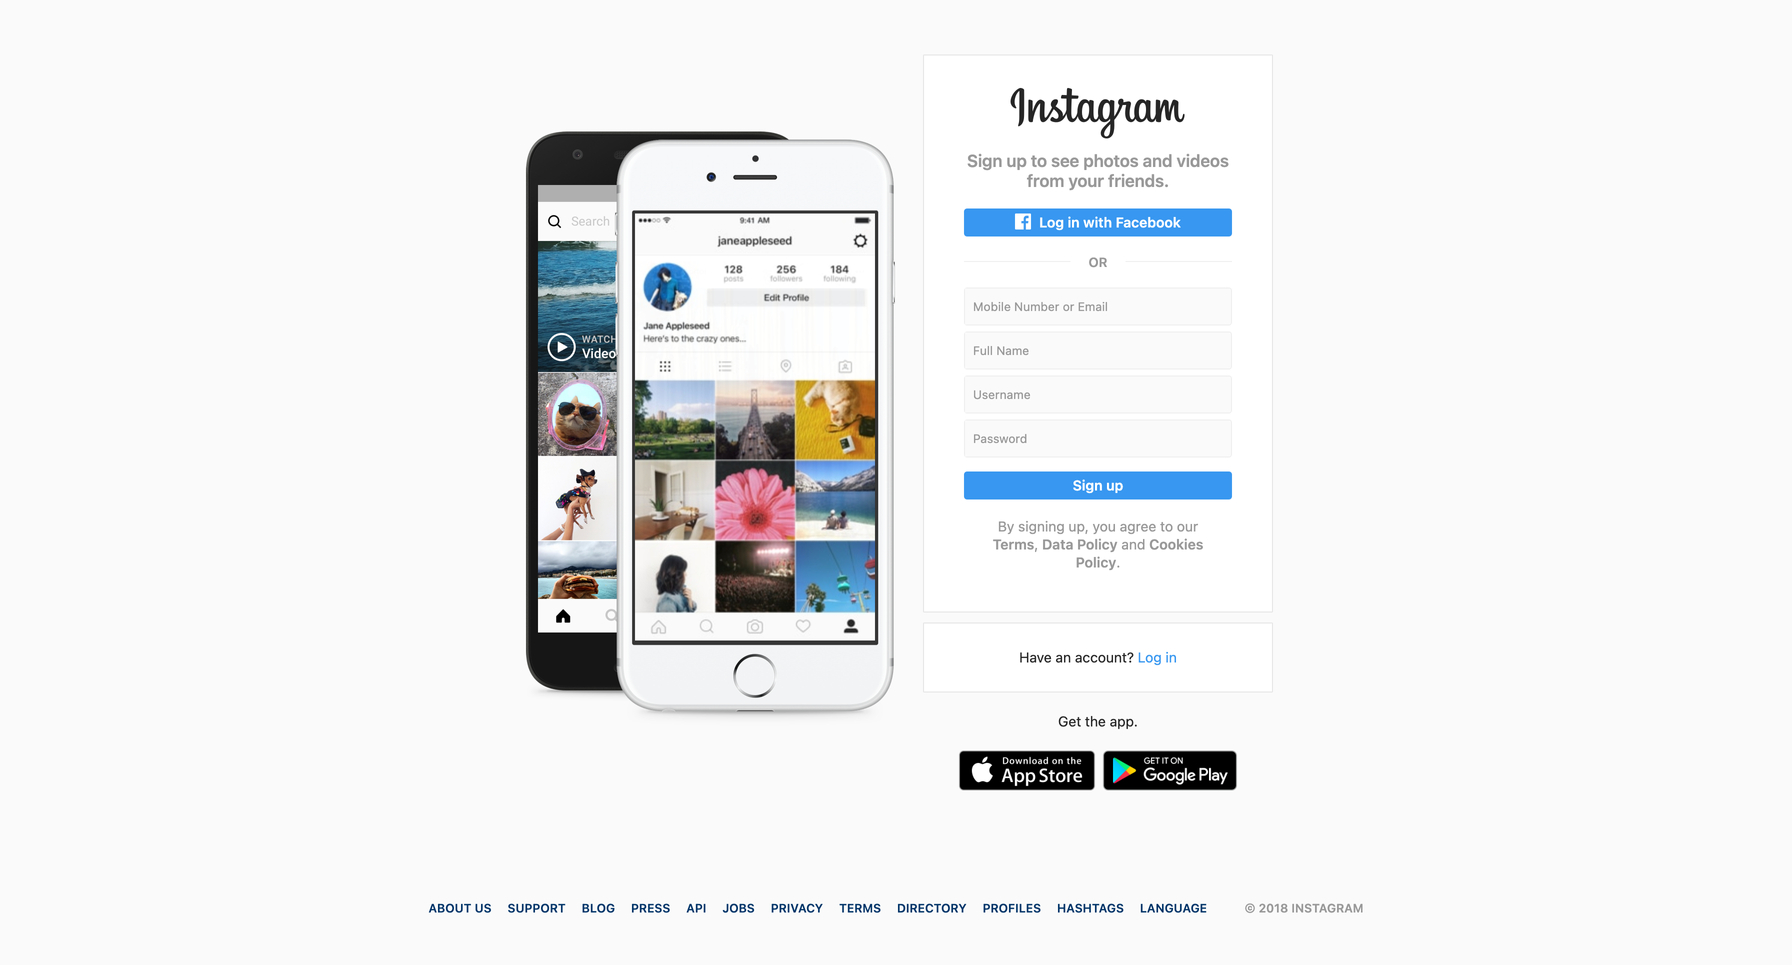 Search
WATCH
Video
9:41 AM
janeappleseed
128
posts
256
followers
184
following
Edit Profile
Jane Appleseed
Here's to the crazy ones...
Instagram
Sign up to see photos and videos
from your friends.
Log in with Facebook
OR
Mobile Number or Email
Full Name
Username
Password
Sign up
By signing up, you agree to our
Terms, Data Policy and Cookies
Policy.
Have an account? Log in
Get the app.
Download on the
App Store
GET IT ON
Google Play
ABOUT US SUPPORT BLOG PRESS API JOBS PRIVACY TERMS DIRECTORY PROFILES HASHTAGS LANGUAGE © 2018 INSTAGRAM